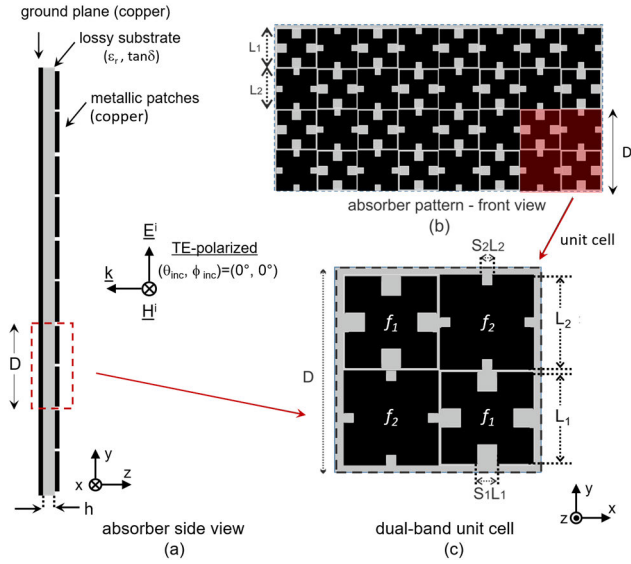 ground plane (copper)
lossy substrate
(εr, tanδ)
metallic patches
(copper)
D
h
y
x
z
absorber side view
(a)
E^i
TE-polarized
(θinc, ϕinc)=(0°, 0°)
k
H^i
L1
L2
D
absorber pattern - front view
(b)
unit cell
S2L2
f1
f2
f2
f1
D
L2
L1
S1L1
y
z
x
dual-band unit cell
(c)